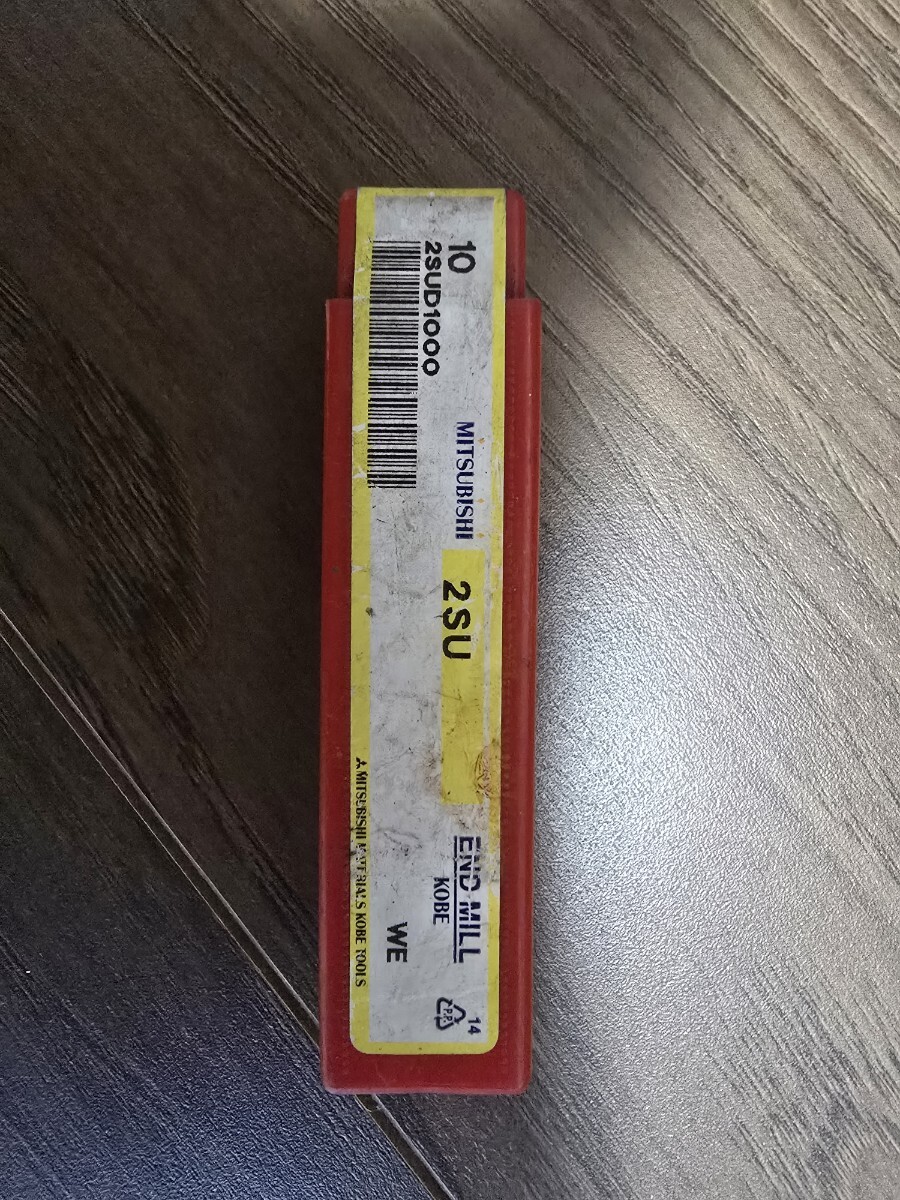 10
2SUD1000
MITSUBISHI
2SU
END MILL
KOBE
WE
14
P.P.
MITSUBISHI MATERIALS KOBE TOOLS